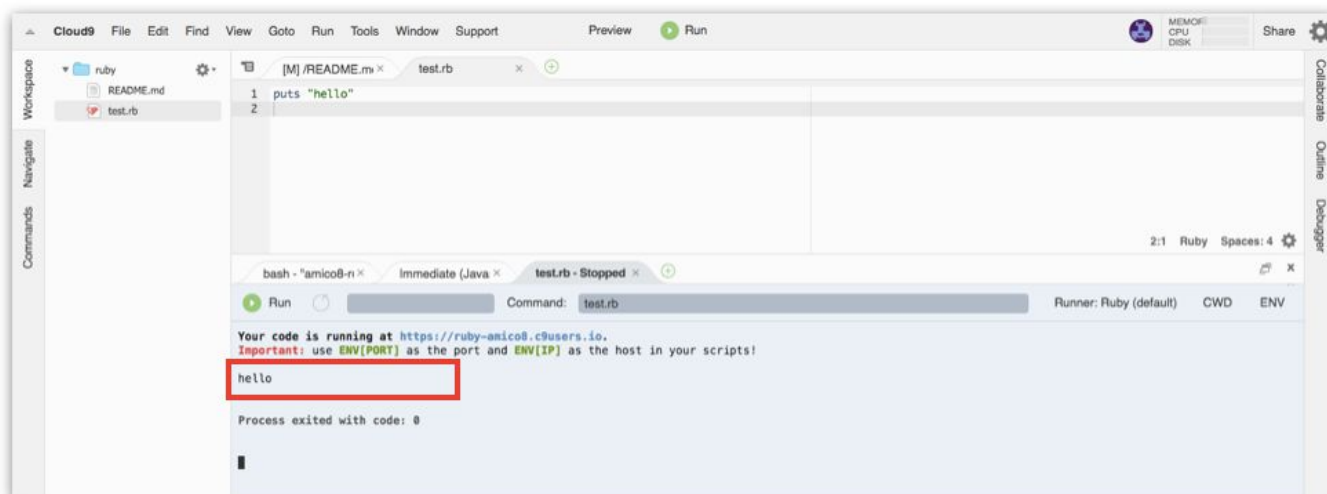 Cloud9 File Edit Find View Goto Run Tools Window Support Preview Run MEMOR CPU DISK Share
Workspace
Navigate
Commands
ruby
README.md
test.rb
[M] /README.m × test.rb ×
1 puts "hello"
2
2:1 Ruby Spaces: 4
bash - "amico8-r × Immediate (Java × test.rb - Stopped ×
Run Command: test.rb Runner: Ruby (default) CWD ENV
Your code is running at https://ruby-amico8.c9users.io.
Important: use ENV[PORT] as the port and ENV[IP] as the host in your scripts!
hello
Process exited with code: 0
Collaborate
Outline
Debugger